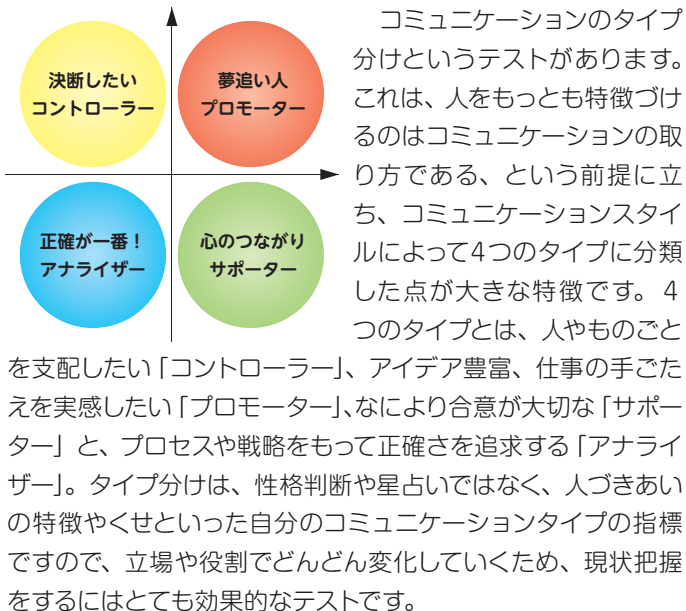 決断したい
コントローラー
夢追い人
プロモーター
正確が一番！
アナライザー
心のつながり
サポーター
コミュニケーションのタイプ
分けというテストがあります。
これは、人をもっとも特徴づけ
るのはコミュニケーションの取
り方である、という前提に立
ち、コミュニケーションスタイ
ルによって4つのタイプに分類
した点が大きな特徴です。4
つのタイプとは、人やものごと
を支配したい「コントローラー」、アイデア豊富、仕事の手ごた
えを実感したい「プロモーター」、なにより合意が大切な「サポー
ター」と、プロセスや戦略をもって正確さを追求する「アナライ
ザー」。タイプ分けは、性格判断や星占いではなく、人づきあい
の特徴やくせといった自分のコミュニケーションタイプの指標
ですので、立場や役割でどんどん変化していくため、現状把握
をするにはとても効果的なテストです。